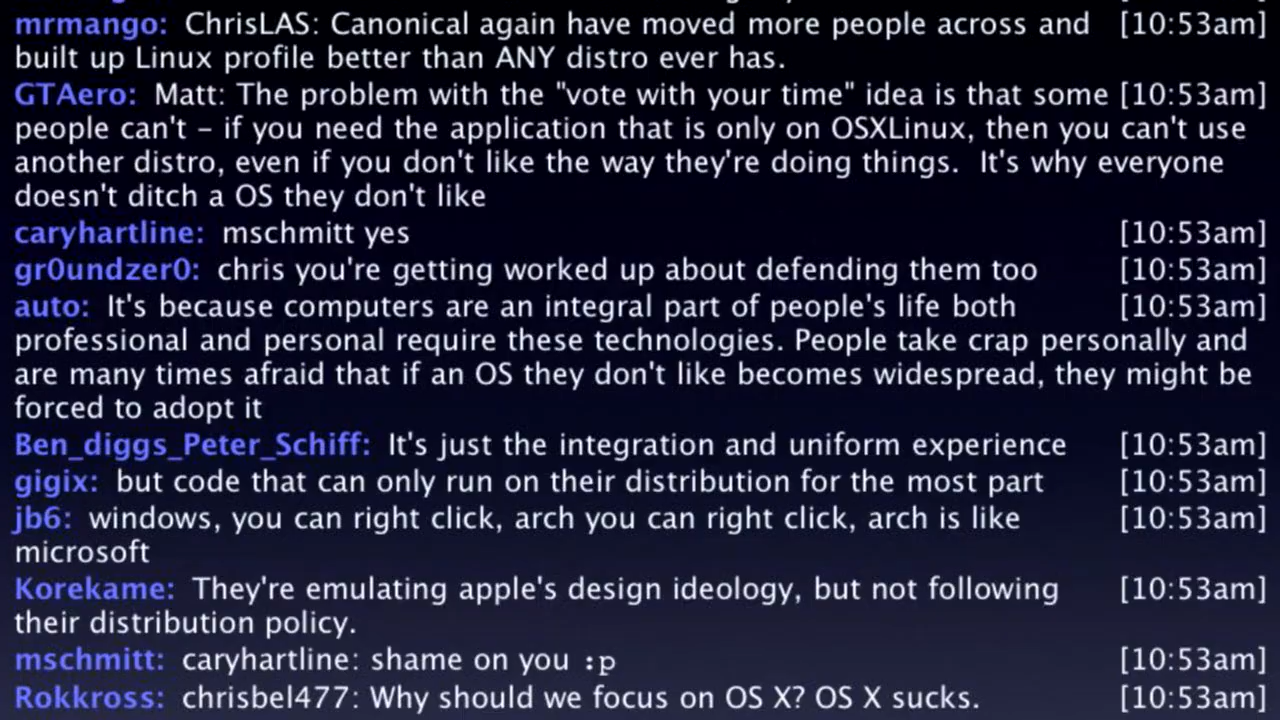 mrmango: ChrisLAS: Canonical again have moved more people across and [10:53am]
built up Linux profile better than ANY distro ever has.
GTAero: Matt: The problem with the "vote with your time" idea is that some [10:53am]
people can't – if you need the application that is only on OSXLinux, then you can't use
another distro, even if you don't like the way they're doing things.  It's why everyone
doesn't ditch a OS they don't like
caryhartline: mschmitt yes [10:53am]
gr0undzer0: chris you're getting worked up about defending them too [10:53am]
auto: It's because computers are an integral part of people's life both [10:53am]
professional and personal require these technologies. People take crap personally and
are many times afraid that if an OS they don't like becomes widespread, they might be
forced to adopt it
Ben_diggs_Peter_Schiff: It's just the integration and uniform experience [10:53am]
gigix: but code that can only run on their distribution for the most part [10:53am]
jb6: windows, you can right click, arch you can right click, arch is like [10:53am]
microsoft
Korekame: They're emulating apple's design ideology, but not following [10:53am]
their distribution policy.
mschmitt: caryhartline: shame on you :p [10:53am]
Rokkross: chrisbel477: Why should we focus on OS X? OS X sucks. [10:53am]